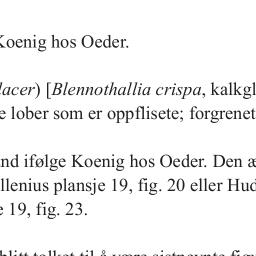 Koenig hos Oeder.
lacer) [Blennothallia crispa, kalkgl
e lober som er oppflisete; forgrenet
nd ifølge Koenig hos Oeder. Den æ
llenius plansje 19, fig. 20 eller Hud
e 19, fig. 23.